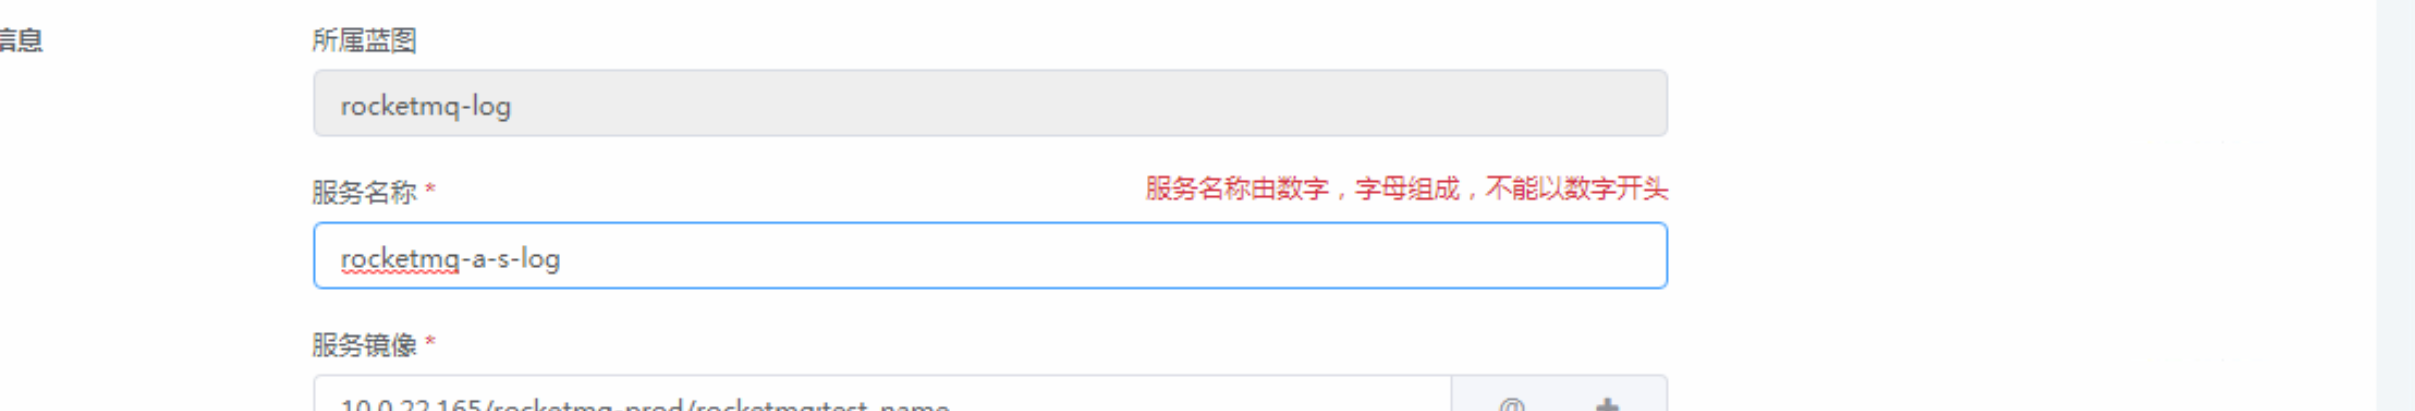 信息
所属蓝图
rocketmq-log
服务名称 *
服务名称由数字，字母组成，不能以数字开头
rocketmq-a-s-log
服务镜像 *
10.0.22.165/rocketmq-prod/rocketmqrtest_name
@ +